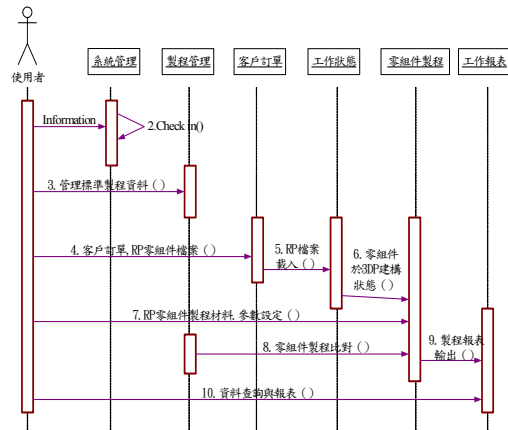 使用者
系統管理
製程管理
客戶訂單
工作狀態
零組件製程
工作報表
Information
2.Check in()
3. 管理標準製程資料 ( )
4. 客戶訂單, RP零組件檔案 ( )
5. RP檔案
載入 ( )
6. 零組件
於3DP建構
狀態 ( )
7. RP零組件製程材料. 參數設定 ( )
8. 零組件製程比對 ( )
9. 製程報表
輸出 ( )
10. 資料查詢與報表 ( )